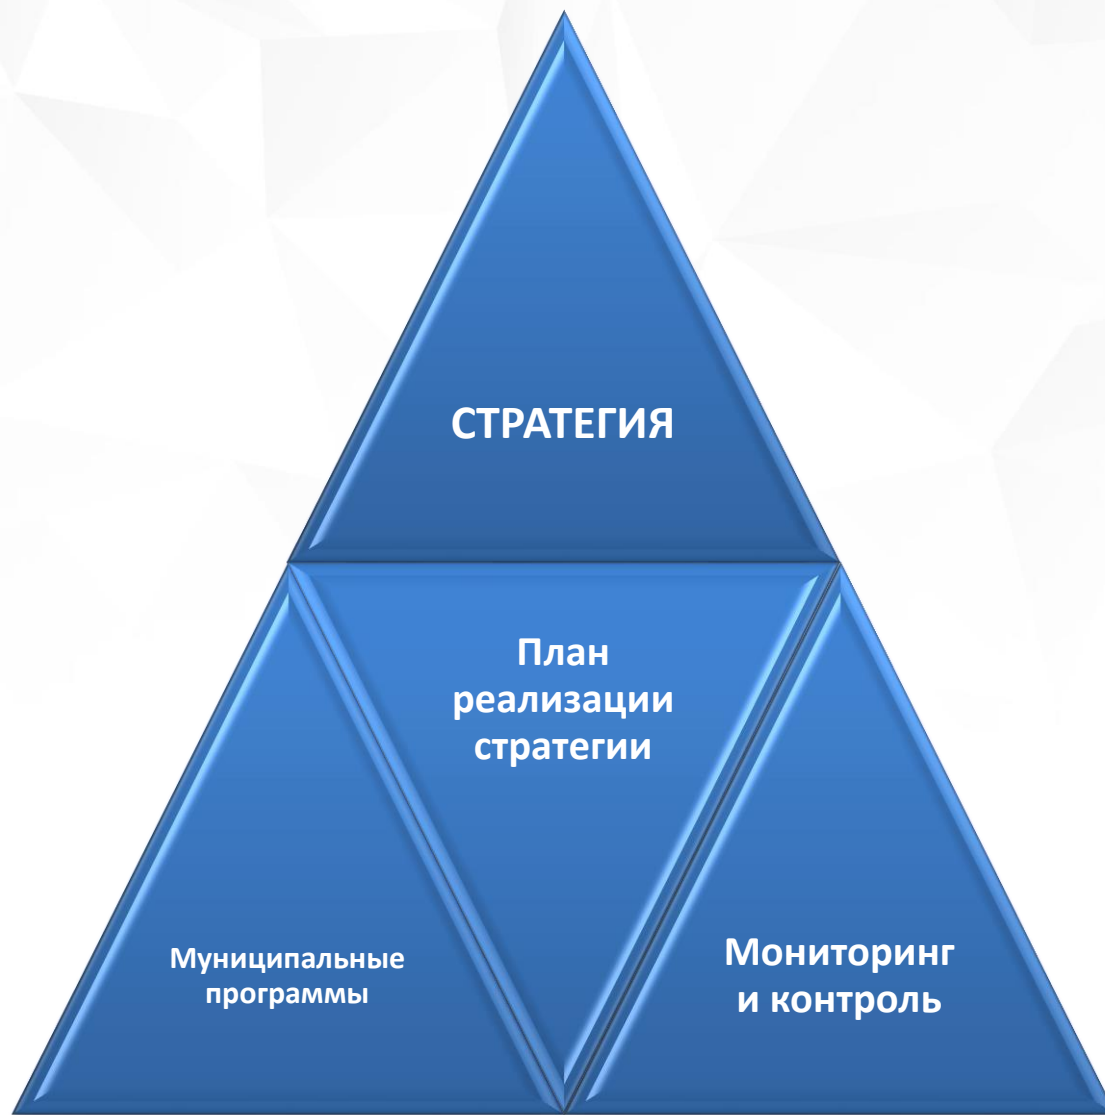 СТРАТЕГИЯ
План
реализации
стратегии
Муниципальные
программы
Мониторинг
и контроль